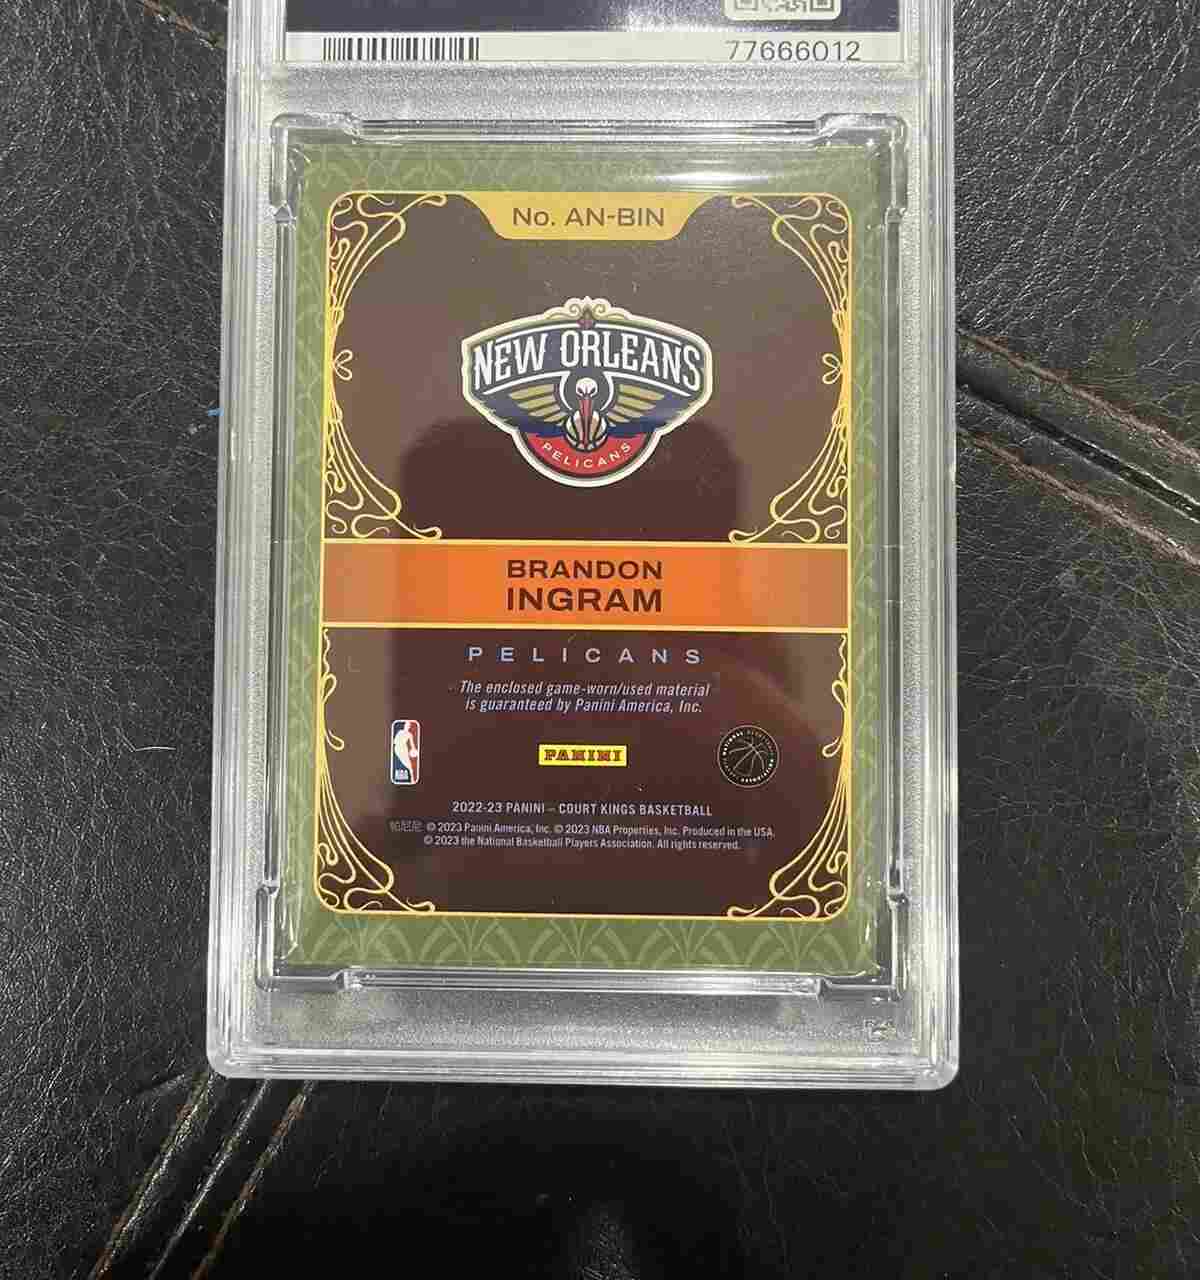 77666012
No. AN-BIN
NEW ORLEANS
PELICANS
BRANDON
INGRAM
PELICANS
The enclosed game-worn/used material
is guaranteed by Panini America, Inc.
NBA
PANINI
2022-23 PANINI – COURT KINGS BASKETBALL
帕尼尼 © 2023 Panini America, Inc. © 2023 NBA Properties, Inc. Produced in the USA.
© 2023 the National Basketball Players Association. All rights reserved.